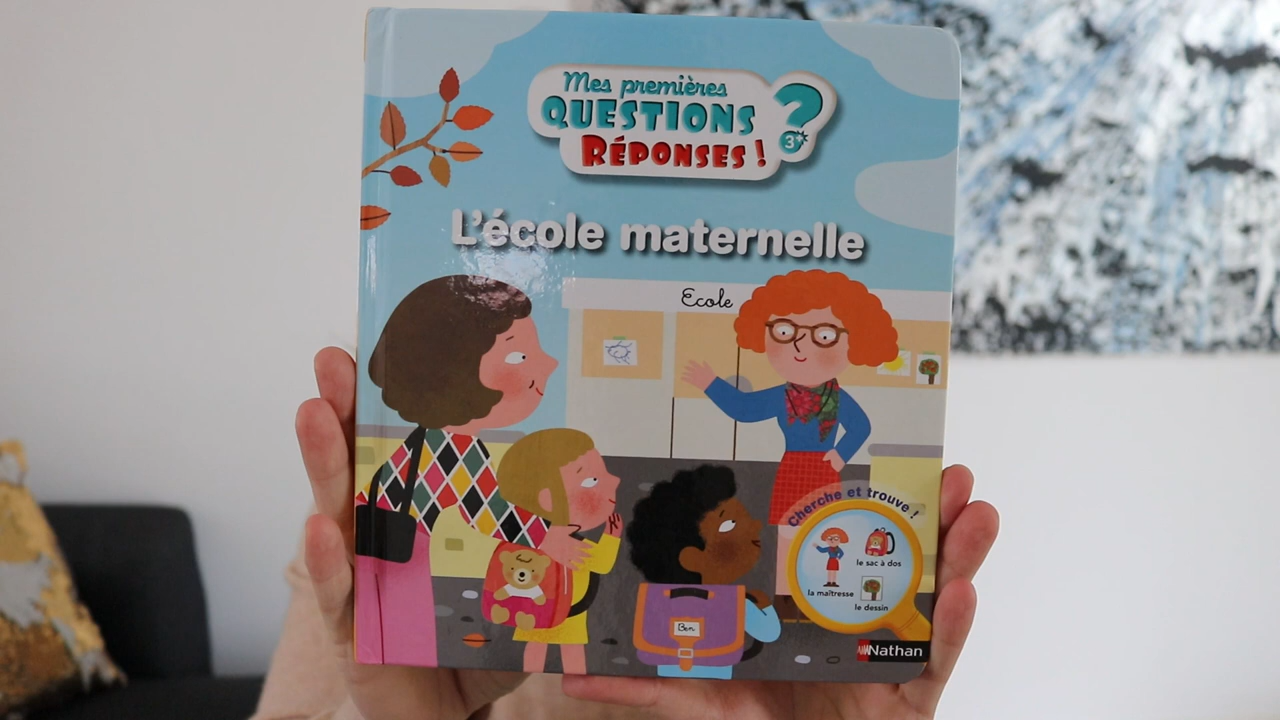 Mes premières
QUESTIONS
?
3+
RÉPONSES !
L'école maternelle
Ecole
Cherche et trouve !
le sac à dos
la maîtresse
le dessin
Ben
Nathan